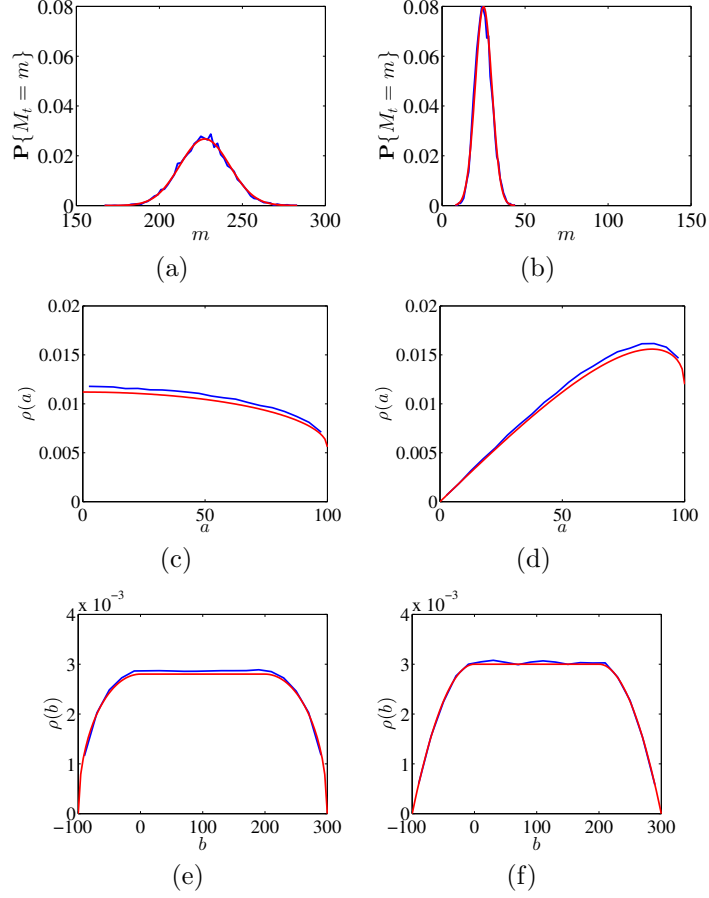 0.08
0.06
0.04
0.02
0
P{M_t = m}
150 200 250 300
m
(a)
0.08
0.06
0.04
0.02
0
P{M_t = m}
0 50 100 150
m
(b)
0.02
0.015
0.01
0.005
0
ρ(a)
0 50 100
a
(c)
0.02
0.015
0.01
0.005
0
ρ(a)
0 50 100
a
(d)
x 10⁻³
4
3
2
1
0
ρ(b)
−100 0 100 200 300
b
(e)
x 10⁻³
4
3
2
1
0
ρ(b)
−100 0 100 200 300
b
(f)